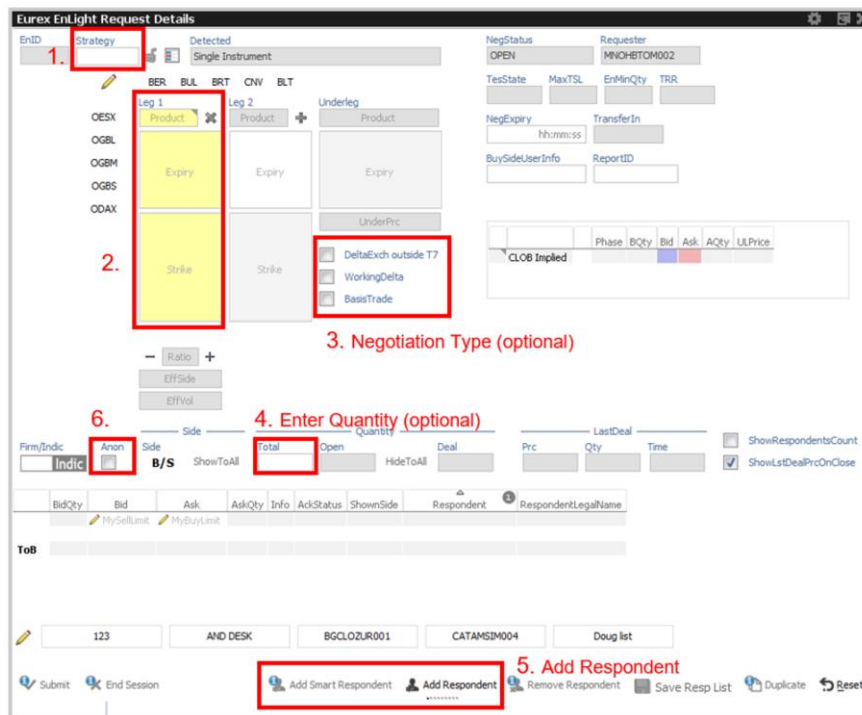 Eurex EnLight Request Details
EnID Strategy Detected NegStatus Requester
1. Single Instrument OPEN MNOHBTOM002
BER BUL BRT CNV BLT TesState MaxTSL EnMinQty TRR
Leg 1 Leg 2 Underleg
OESX Product Product Product NegExpiry TransferIn
OGBL hh:mm:ss
OGBM Expiry Expiry Expiry BuySideUserInfo ReportID
OGBS
ODAX UnderPrc
Phase BQty Bid Ask AQty ULPrice
2. Strike Strike DeltaExch outside T7 CLOB Implied
WorkingDelta
BasisTrade
3. Negotiation Type (optional)
- Ratio +
EffSide
EffVol
6. 4. Enter Quantity (optional)
Side Quantity LastDeal
Firm/Indic Anon Side Total Open Deal Prc Qty Time ShowRespondentsCount
Indic B/S ShowToAll HideToAll ShowLstDealPrcOnClose
BidQty Bid Ask AskQty Info AckStatus ShownSide Respondent 1 RespondentLegalName
MySellLimit MyBuyLimit
ToB
123 AND DESK BGCLOZUR001 CATAMSIM004 Doug list
5. Add Respondent
Submit End Session Add Smart Respondent Add Respondent Remove Respondent Save Resp List Duplicate Reset